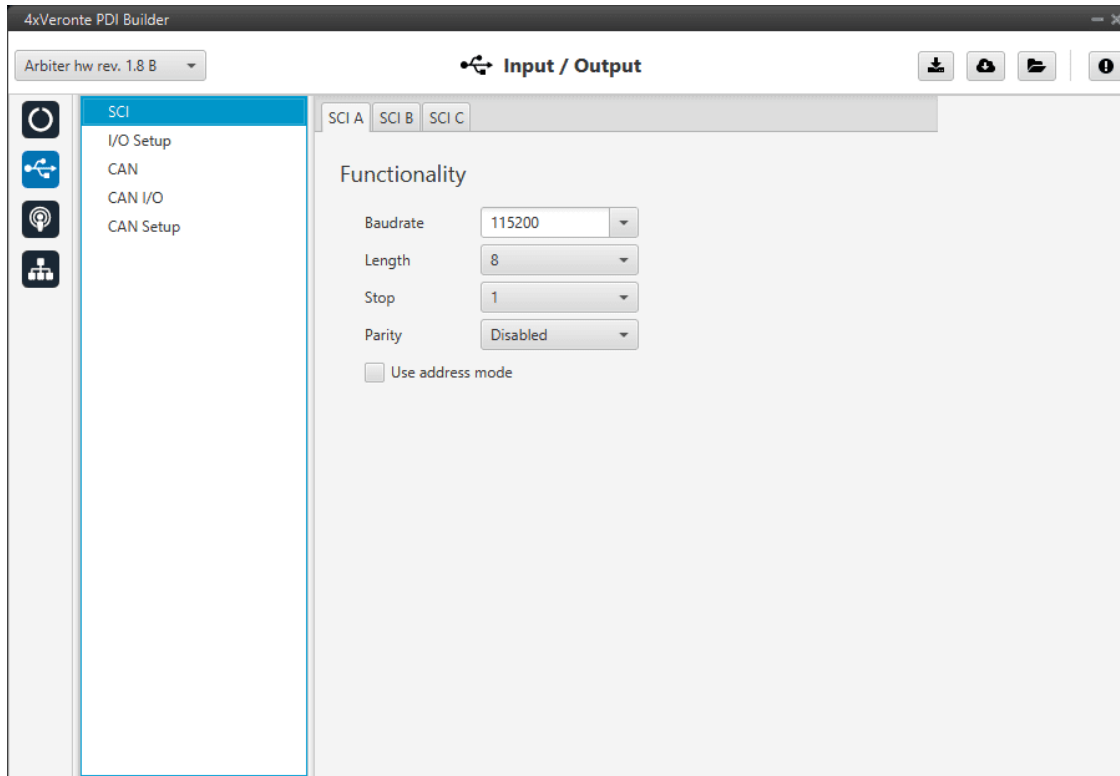 4xVeronte PDI Builder
Arbiter hw rev. 1.8 B
Input / Output
SCI
I/O Setup
CAN
CAN I/O
CAN Setup
SCI A SCI B SCI C
Functionality
Baudrate 115200
Length 8
Stop 1
Parity Disabled
Use address mode